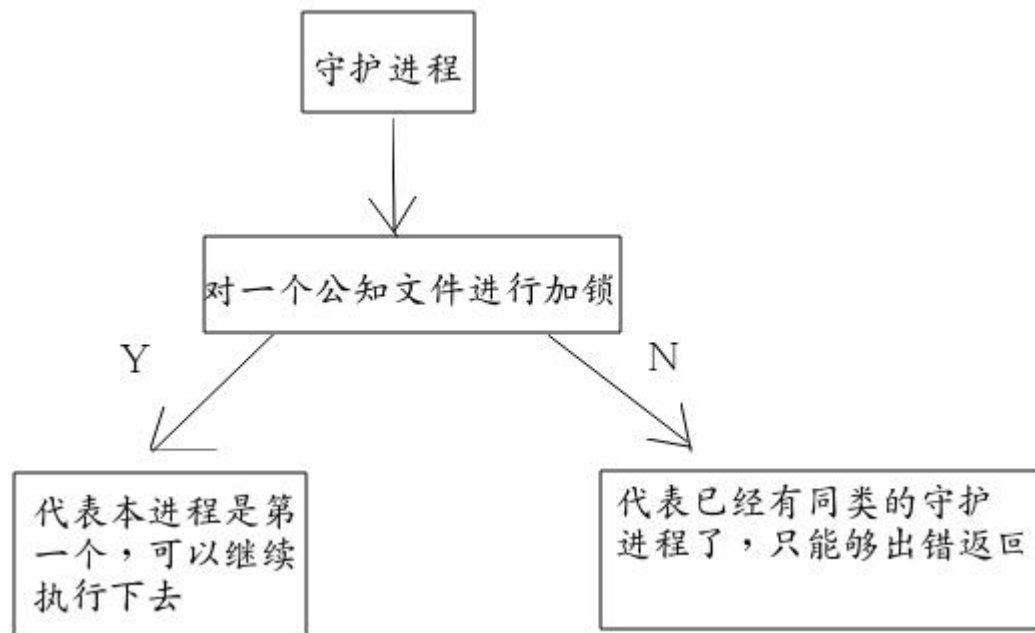 守护进程
对一个公知文件进行加锁
Y
N
代表本进程是第
一个，可以继续
执行下去
代表已经有同类的守护
进程了，只能够出错返回